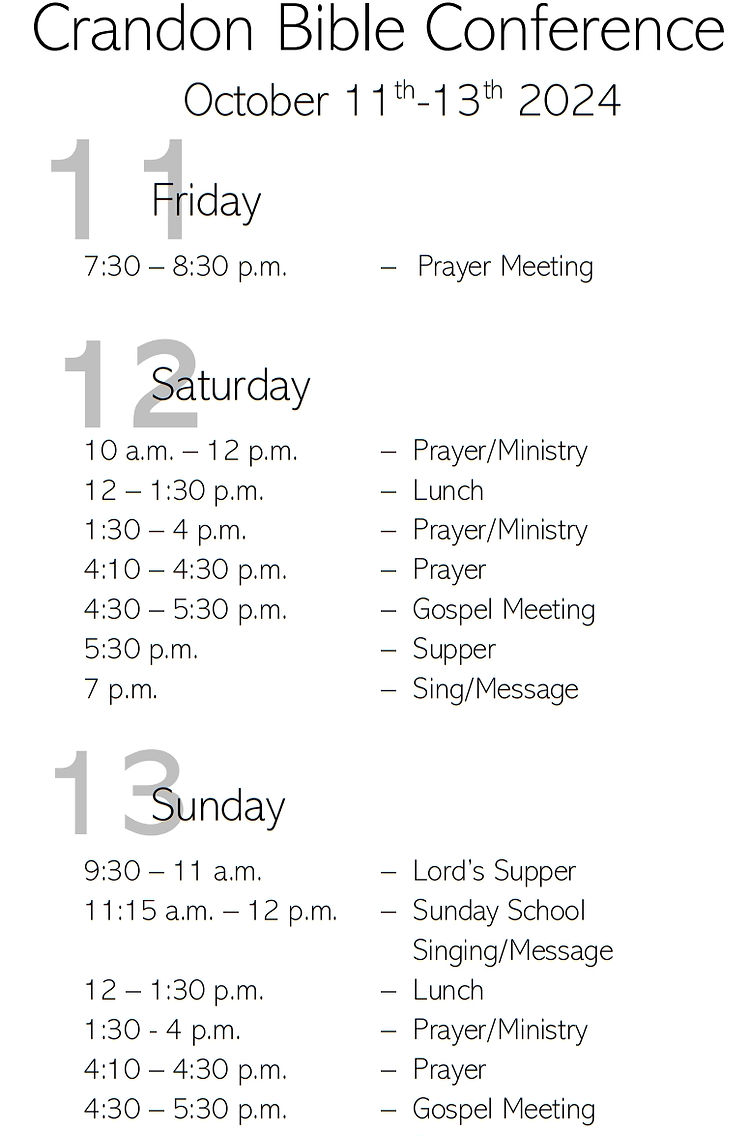 Crandon Bible Conference
October 11th-13th 2024
11
Friday
7:30 – 8:30 p.m. – Prayer Meeting
12
Saturday
10 a.m. – 12 p.m. – Prayer/Ministry
12 – 1:30 p.m. – Lunch
1:30 – 4 p.m. – Prayer/Ministry
4:10 – 4:30 p.m. – Prayer
4:30 – 5:30 p.m. – Gospel Meeting
5:30 p.m. – Supper
7 p.m. – Sing/Message
13
Sunday
9:30 – 11 a.m. – Lord's Supper
11:15 a.m. – 12 p.m. – Sunday School
Singing/Message
12 – 1:30 p.m. – Lunch
1:30 - 4 p.m. – Prayer/Ministry
4:10 – 4:30 p.m. – Prayer
4:30 – 5:30 p.m. – Gospel Meeting